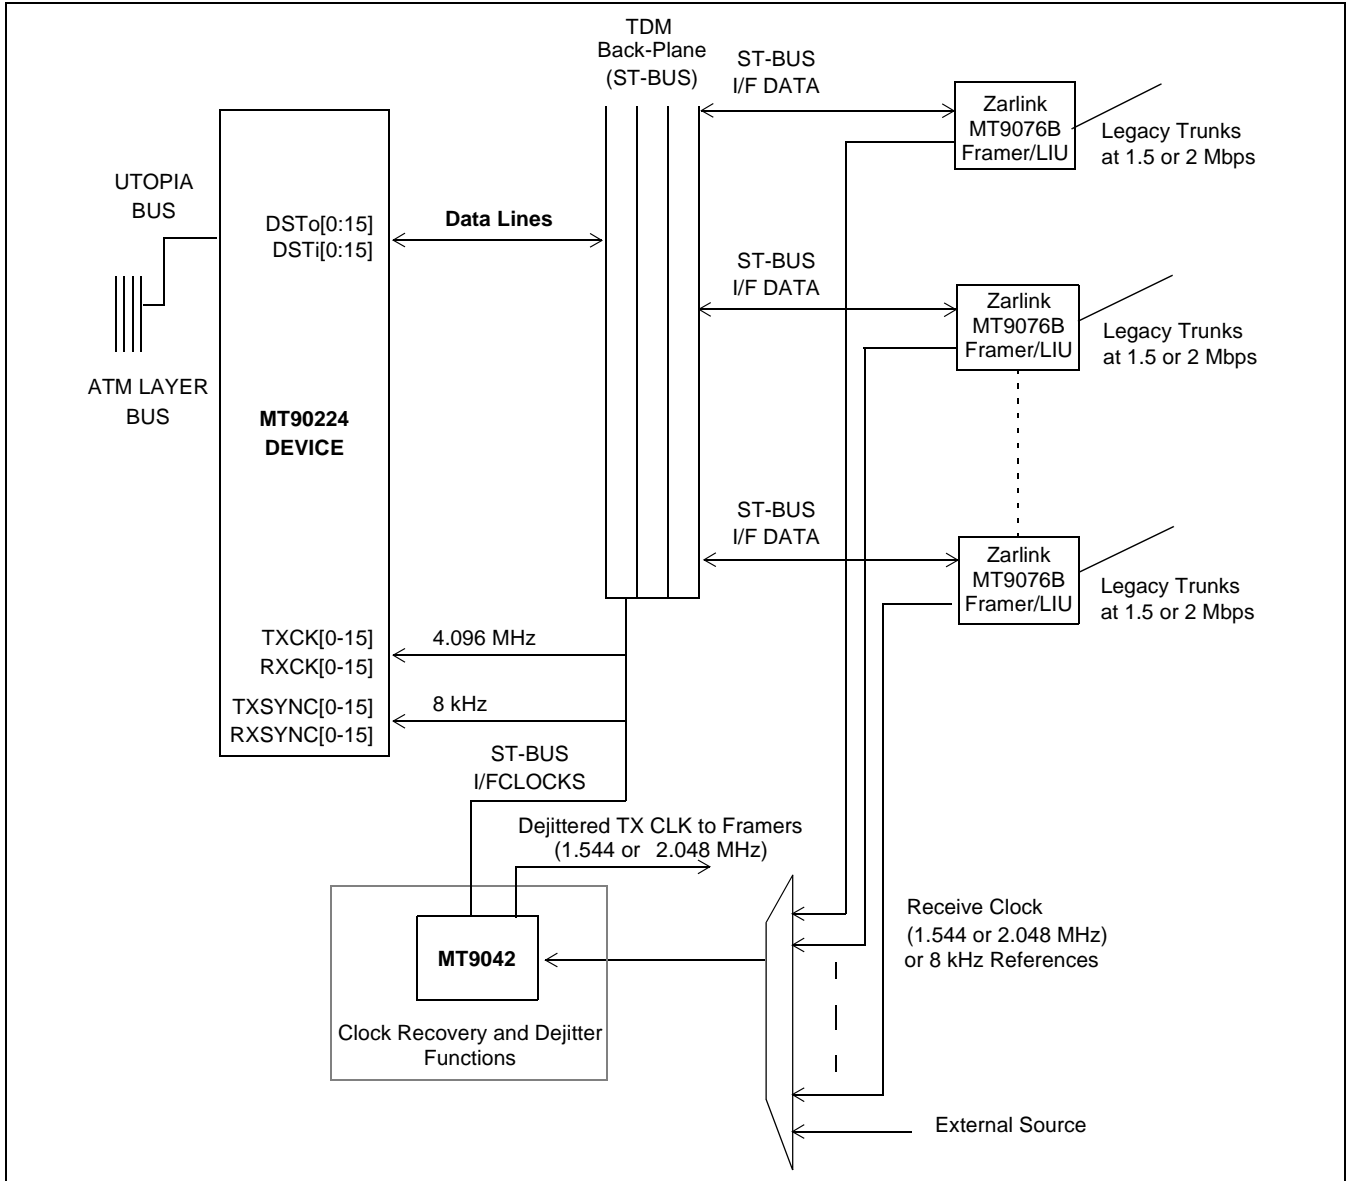 TDM
Back-Plane
(ST-BUS)
ST-BUS
I/F DATA
Zarlink
MT9076B
Framer/LIU
Legacy Trunks
at 1.5 or 2 Mbps
UTOPIA
BUS
DSTo[0:15]
DSTi[0:15]
Data Lines
ST-BUS
I/F DATA
Zarlink
MT9076B
Framer/LIU
Legacy Trunks
at 1.5 or 2 Mbps
ATM LAYER
BUS
MT90224
DEVICE
ST-BUS
I/F DATA
Zarlink
MT9076B
Framer/LIU
Legacy Trunks
at 1.5 or 2 Mbps
TXCK[0-15]
RXCK[0-15]
4.096 MHz
TXSYNC[0-15]
RXSYNC[0-15]
8 kHz
ST-BUS
I/FCLOCKS
Dejittered TX CLK to Framers
(1.544 or 2.048 MHz)
MT9042
Clock Recovery and Dejitter
Functions
Receive Clock
(1.544 or 2.048 MHz)
or 8 kHz References
External Source